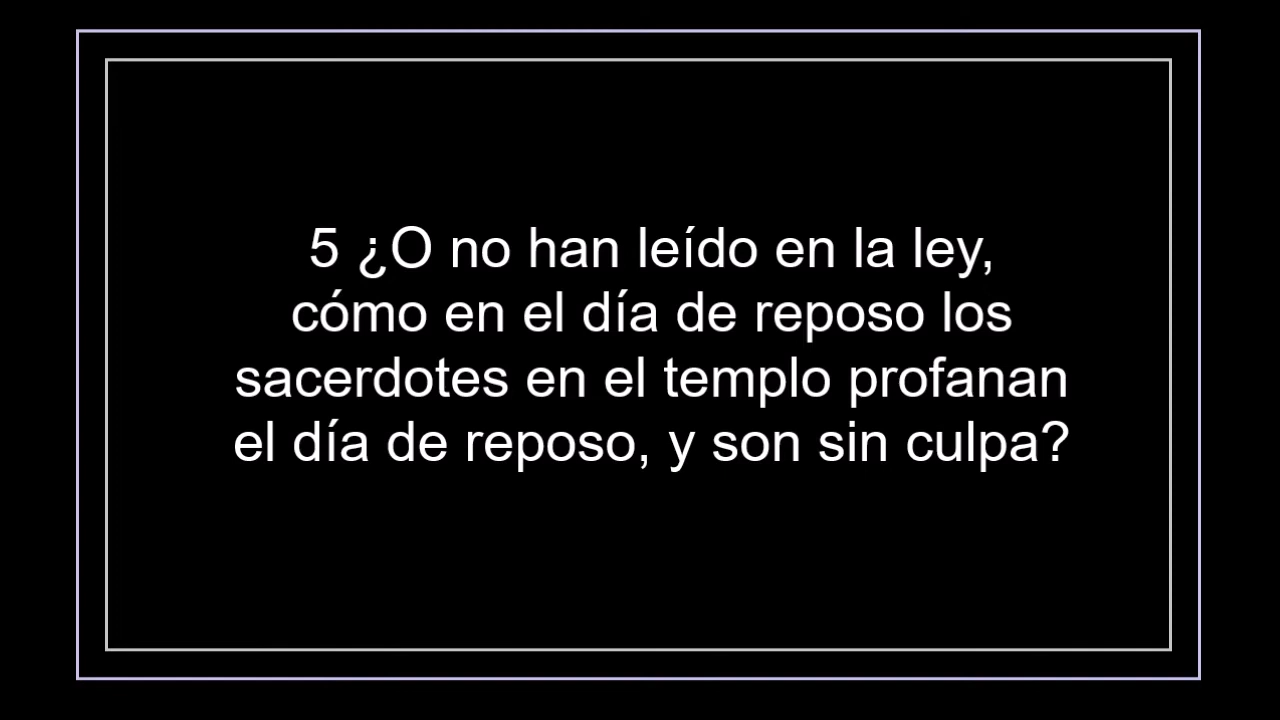 5 ¿O no han leído en la ley,
cómo en el día de reposo los
sacerdotes en el templo profanan
el día de reposo, y son sin culpa?